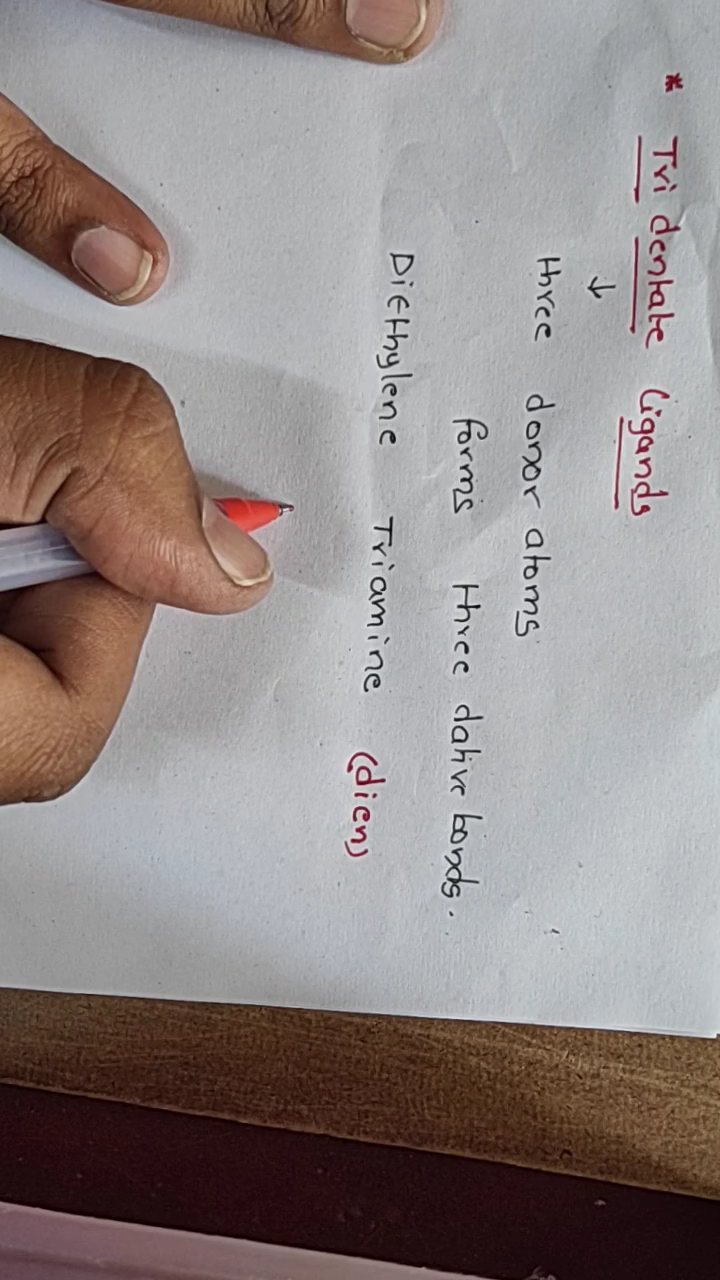 * Tri dentate Ligands
↓
three donor atoms
forms three dative bonds.
Diethylene Triamine (dien)